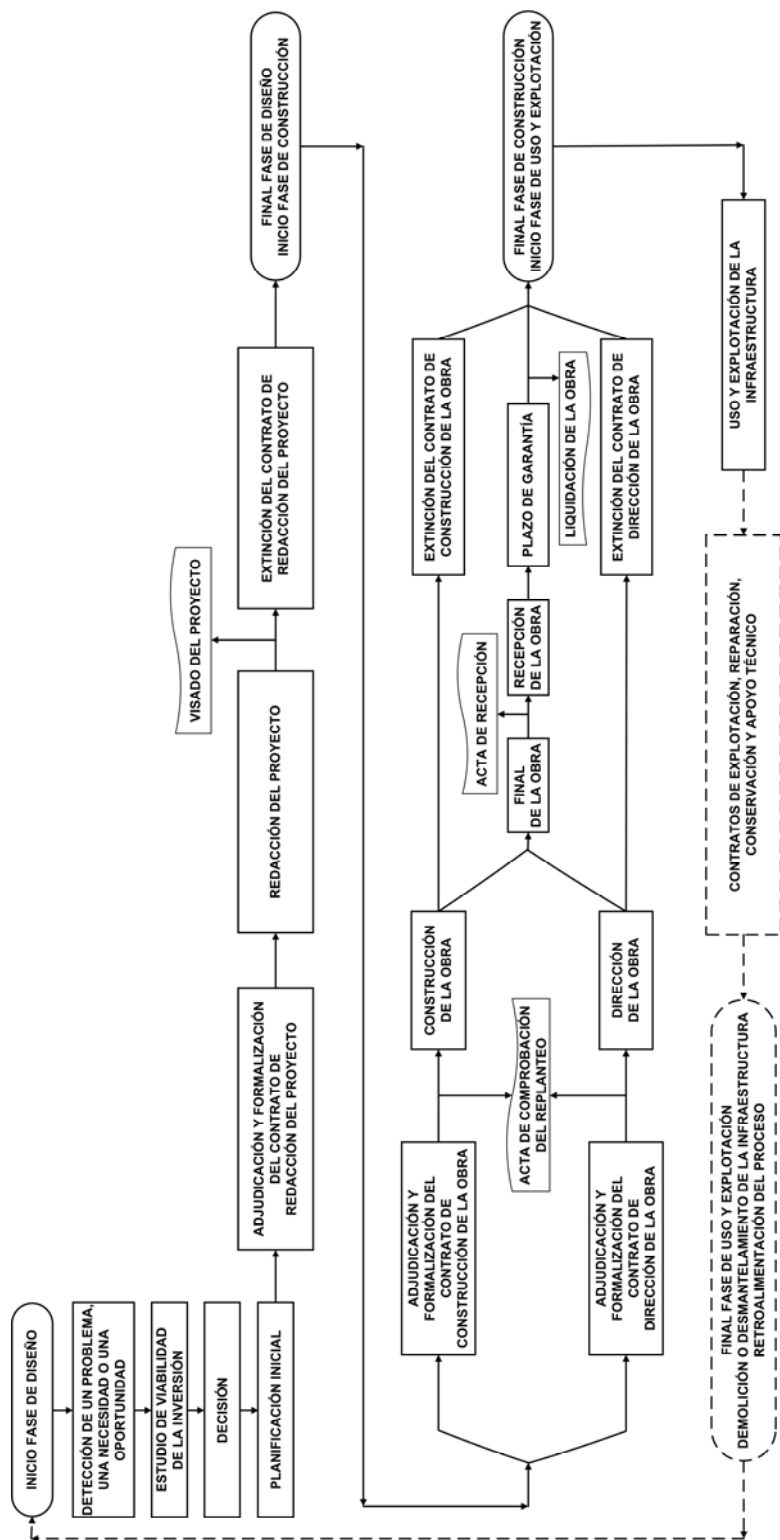 INICIO FASE DE DISEÑO
DETECCIÓN DE UN PROBLEMA,
UNA NECESIDAD O UNA
OPORTUNIDAD
ESTUDIO DE VIABILIDAD
DE LA INVERSIÓN
DECISIÓN
PLANIFICACIÓN INICIAL
ADJUDICACIÓN Y FORMALIZACIÓN
DEL CONTRATO DE
REDACCIÓN DEL PROYECTO
REDACCIÓN DEL PROYECTO
VISADO DEL PROYECTO
EXTINCIÓN DEL CONTRATO DE
REDACCIÓN DEL PROYECTO
FINAL FASE DE DISEÑO
INICIO FASE DE CONSTRUCCIÓN
ADJUDICACIÓN Y
FORMALIZACIÓN DEL
CONTRATO DE
CONSTRUCCIÓN DE LA OBRA
ADJUDICACIÓN Y
FORMALIZACIÓN DEL
CONTRATO DE
DIRECCIÓN DE LA OBRA
ACTA DE COMPROBACIÓN
DEL REPLANTEO
CONSTRUCCIÓN
DE LA OBRA
DIRECCIÓN
DE LA OBRA
FINAL
DE LA OBRA
ACTA DE RECEPCIÓN
RECEPCIÓN
DE LA OBRA
PLAZO DE GARANTÍA
LIQUIDACIÓN DE LA OBRA
EXTINCIÓN DEL CONTRATO DE
CONSTRUCCIÓN DE LA OBRA
EXTINCIÓN DEL CONTRATO DE
DIRECCIÓN DE LA OBRA
FINAL FASE DE CONSTRUCCIÓN
INICIO FASE DE USO Y EXPLOTACIÓN
USO Y EXPLOTACIÓN DE LA
INFRAESTRUCTURA
CONTRATOS DE EXPLOTACIÓN, REPARACIÓN,
CONSERVACIÓN Y APOYO TÉCNICO
FINAL FASE DE USO Y EXPLOTACIÓN
DEMOLICIÓN O DESMANTELAMIENTO DE LA INFRAESTRUCTURA
RETROALIMENTACIÓN DEL PROCESO